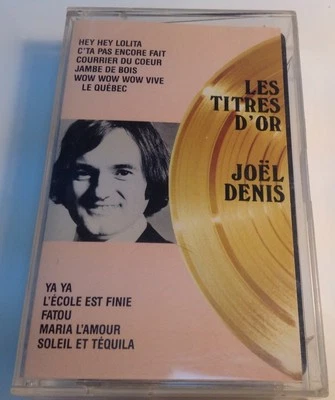 HEY HEY LOLITA
C'TA PAS ENCORE FAIT
COURRIER DU COEUR
JAMBE DE BOIS
WOW WOW WOW VIVE
LE QUÉBEC
LES
TITRES
D'OR
JOËL
DENIS
YA YA
L'ÉCOLE EST FINIE
FATOU
MARIA L'AMOUR
SOLEIL ET TÉQUILA